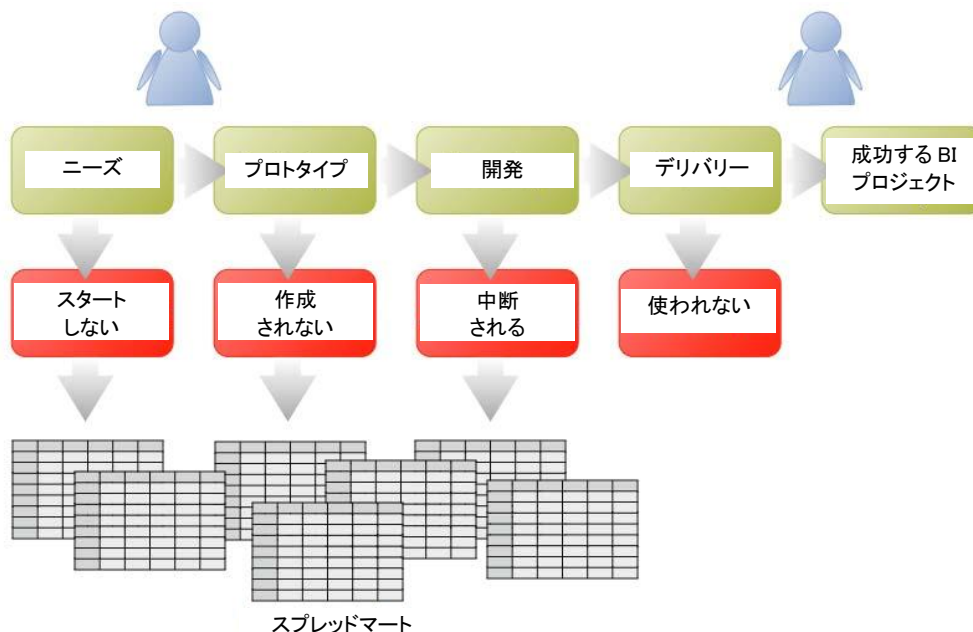 ニーズ
プロトタイプ
開発
デリバリー
成功する BI
プロジェクト
スタート
しない
作成
されない
中断
される
使われない
スプレッドマート